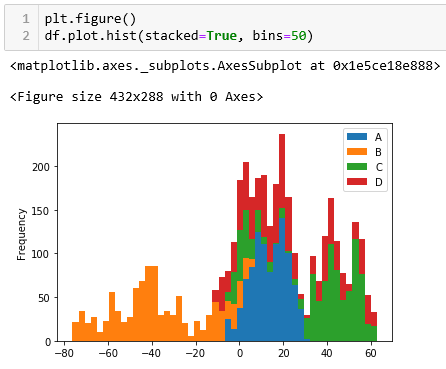 1 plt.figure()
2 df.plot.hist(stacked=True, bins=50)
<matplotlib.axes._subplots.AxesSubplot at 0x1e5ce18e888>
<Figure size 432x288 with 0 Axes>
A
B
C
D
200
150
100
50
0
Frequency
-80 -60 -40 -20 0 20 40 60